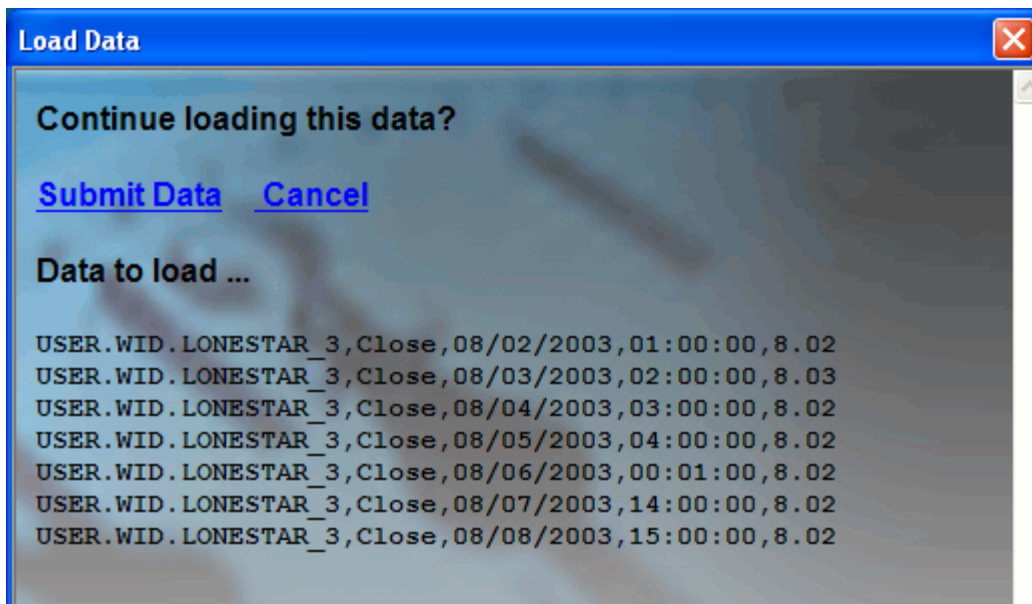 Load Data
Continue loading this data?
Submit Data Cancel
Data to load ...
USER.WID.LONESTAR_3,Close,08/02/2003,01:00:00,8.02
USER.WID.LONESTAR_3,Close,08/03/2003,02:00:00,8.03
USER.WID.LONESTAR_3,Close,08/04/2003,03:00:00,8.02
USER.WID.LONESTAR_3,Close,08/05/2003,04:00:00,8.02
USER.WID.LONESTAR_3,Close,08/06/2003,00:01:00,8.02
USER.WID.LONESTAR_3,Close,08/07/2003,14:00:00,8.02
USER.WID.LONESTAR_3,Close,08/08/2003,15:00:00,8.02